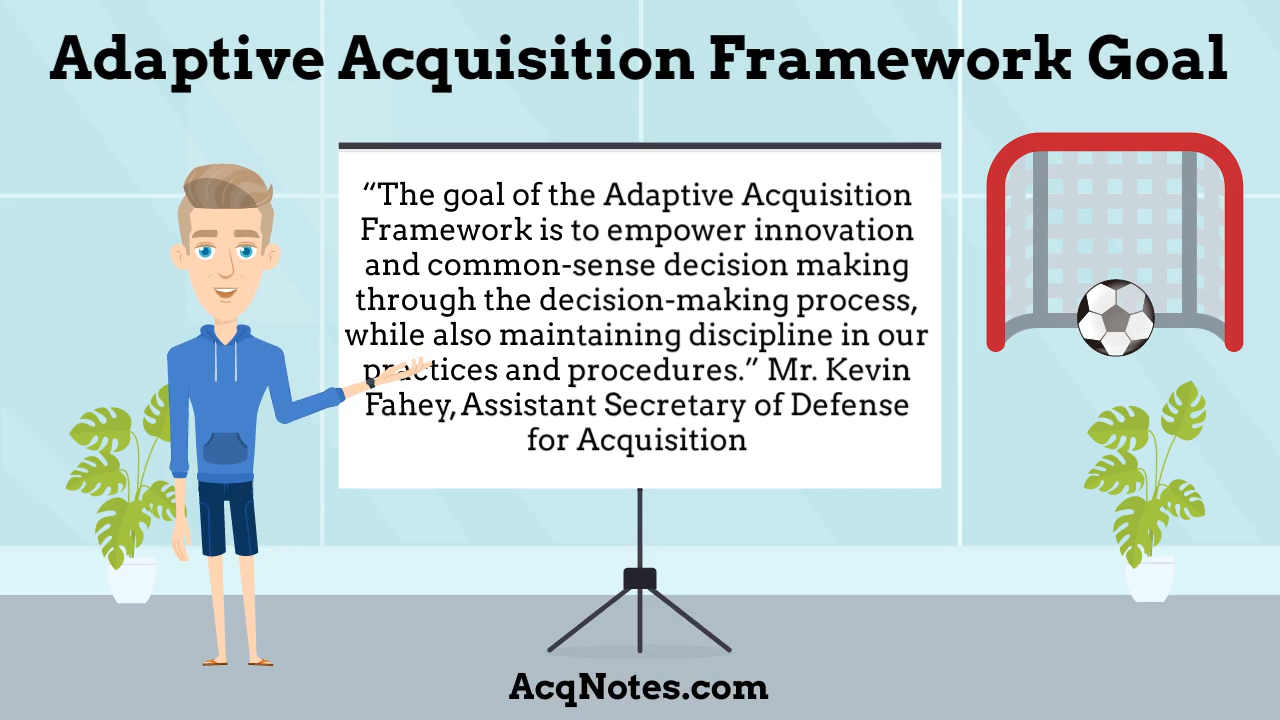 Adaptive Acquisition Framework Goal
“The goal of the Adaptive Acquisition
Framework is to empower innovation
and common-sense decision making
through the decision-making process,
while also maintaining discipline in our
practices and procedures.” Mr. Kevin
Fahey, Assistant Secretary of Defense
for Acquisition
AcqNotes.com